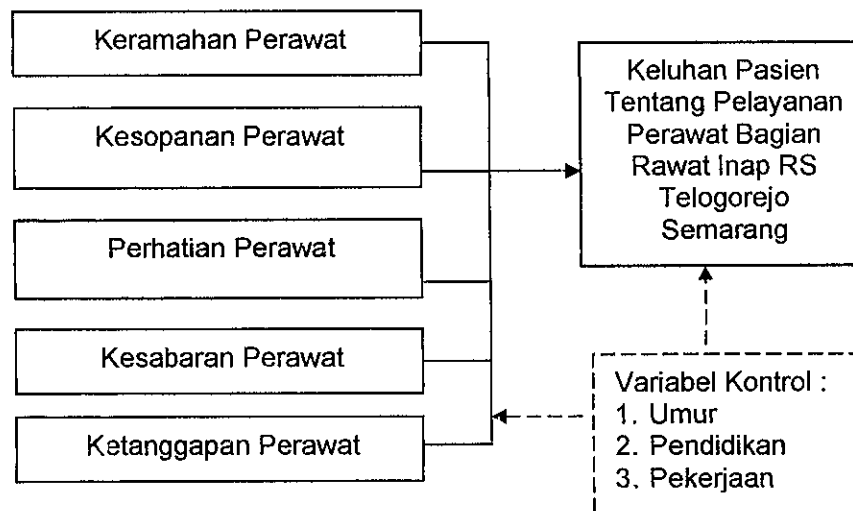 Keramahan Perawat
Kesopanan Perawat
Perhatian Perawat
Kesabaran Perawat
Ketanggapan Perawat
Keluhan Pasien
Tentang Pelayanan
Perawat Bagian
Rawat Inap RS
Telogorejo
Semarang
Variabel Kontrol :
1. Umur
2. Pendidikan
3. Pekerjaan